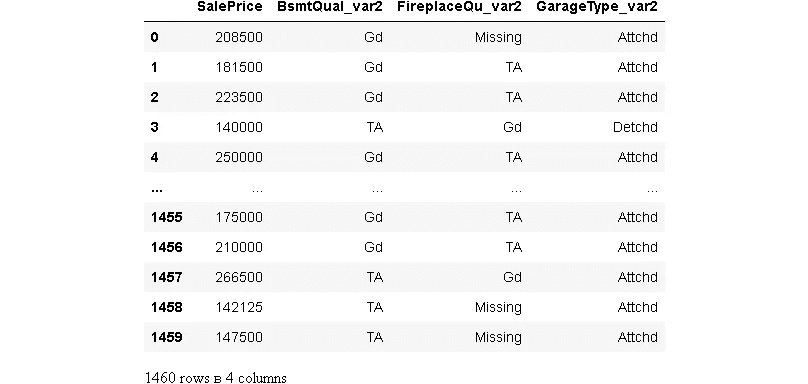 SalePrice BsmtQual_var2 FireplaceQu_var2 GarageType_var2
0 208500 Gd Missing Attchd
1 181500 Gd TA Attchd
2 223500 Gd TA Attchd
3 140000 TA Gd Detchd
4 250000 Gd TA Attchd
... ... ... ... ...
1455 175000 Gd TA Attchd
1456 210000 Gd TA Attchd
1457 266500 TA Gd Attchd
1458 142125 TA Missing Attchd
1459 147500 TA Missing Attchd
1460 rows в 4 columns